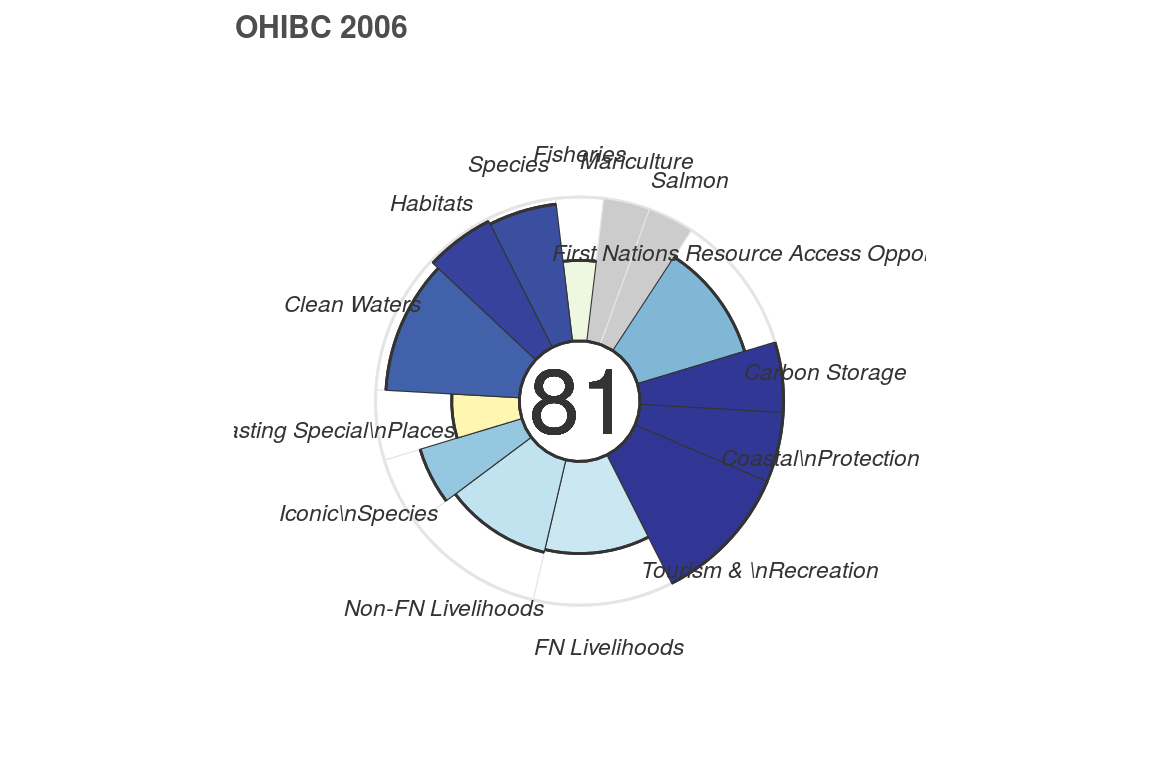 OHIBC 2006
Fisheries
Mariculture
Species
Salmon
Habitats
First Nations Resource Access Oppo
Clean Waters
Carbon Storage
81
asting Special\nPlaces
Coastal\nProtection
Iconic\nSpecies
Tourism & \nRecreation
Non-FN Livelihoods
FN Livelihoods